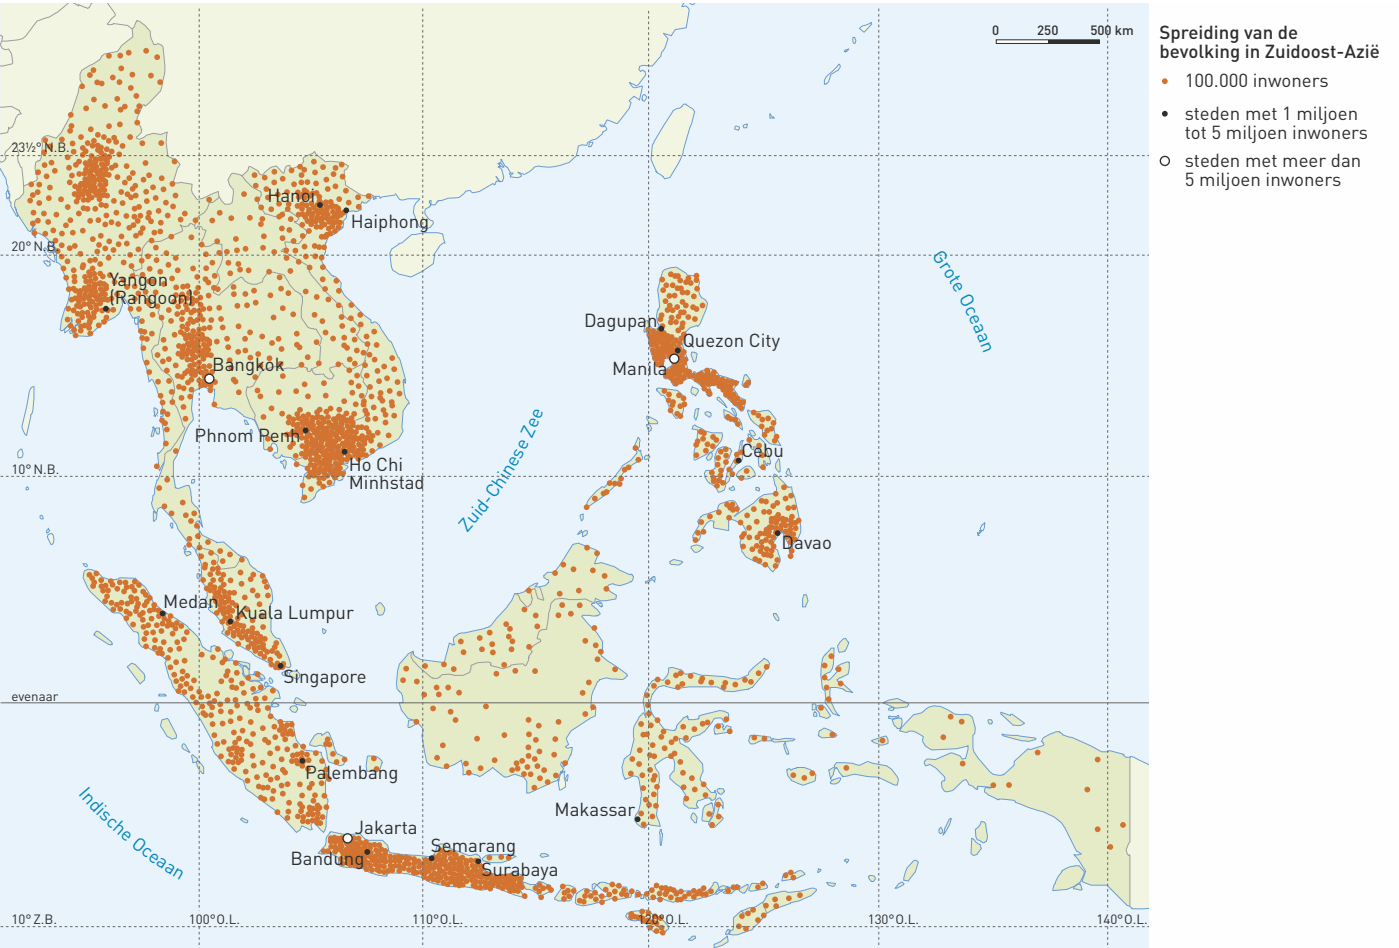 0 250 500 km
Spreiding van de
bevolking in Zuidoost-Azië
100.000 inwoners
steden met 1 miljoen
tot 5 miljoen inwoners
steden met meer dan
5 miljoen inwoners
23½° N.B.
Hanoi
Haiphong
20° N.B.
Yangon
(Rangoon)
Grote Oceaan
Dagupan
Quezon City
Manila
Bangkok
Zuid-Chinese Zee
Phnom Penh
Ho Chi
Minhstad
Cebu
10° N.B.
Davao
Medan
Kuala Lumpur
Singapore
evenaar
Palembang
Indische Oceaan
Makassar
Jakarta
Bandung
Semarang
Surabaya
10° Z.B.
100°O.L.
110°O.L.
120°O.L.
130°O.L.
140°O.L.